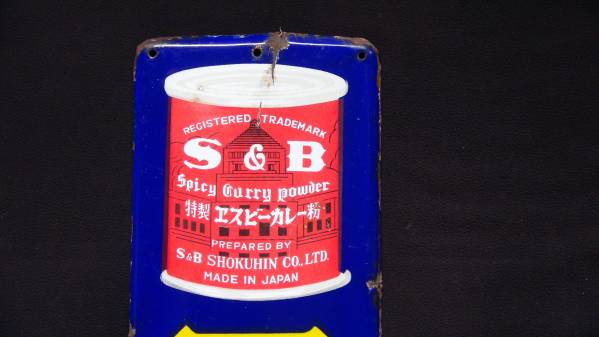 REGISTERED TRADEMARK
S & B
Spicy Curry powder
特製 ヱスビーカレー粉
PREPARED BY
S&B SHOKUHIN CO., LTD.
MADE IN JAPAN